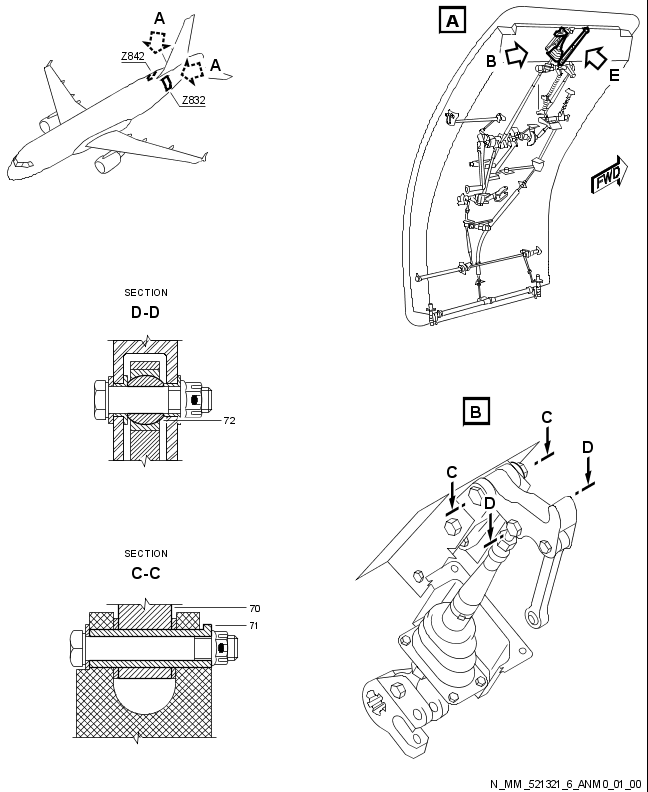 A
Z842
A
Z832
A
B
E
FWD
SECTION
D-D
72
B
C
D
C
D
SECTION
C-C
70
71
N_MM_521321_6_ANM0_01_00